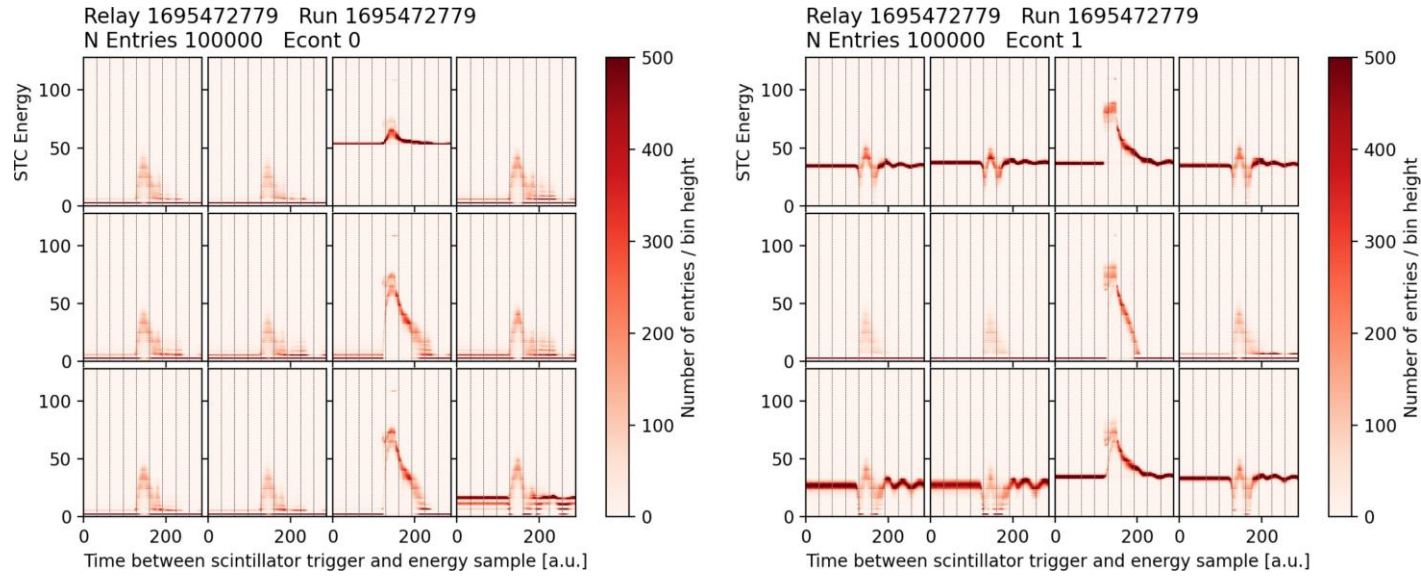 Relay 1695472779 Run 1695472779
N Entries 100000 Econt 0
STC Energy
100
50
0
100
50
0
100
50
0
0 200 0 200 0 200 0 200
Time between scintillator trigger and energy sample [a.u.]
500
400
300
200
100
0
Number of entries / bin height
Relay 1695472779 Run 1695472779
N Entries 100000 Econt 1
STC Energy
100
50
0
100
50
0
100
50
0
0 200 0 200 0 200 0 200
Time between scintillator trigger and energy sample [a.u.]
500
400
300
200
100
0
Number of entries / bin height